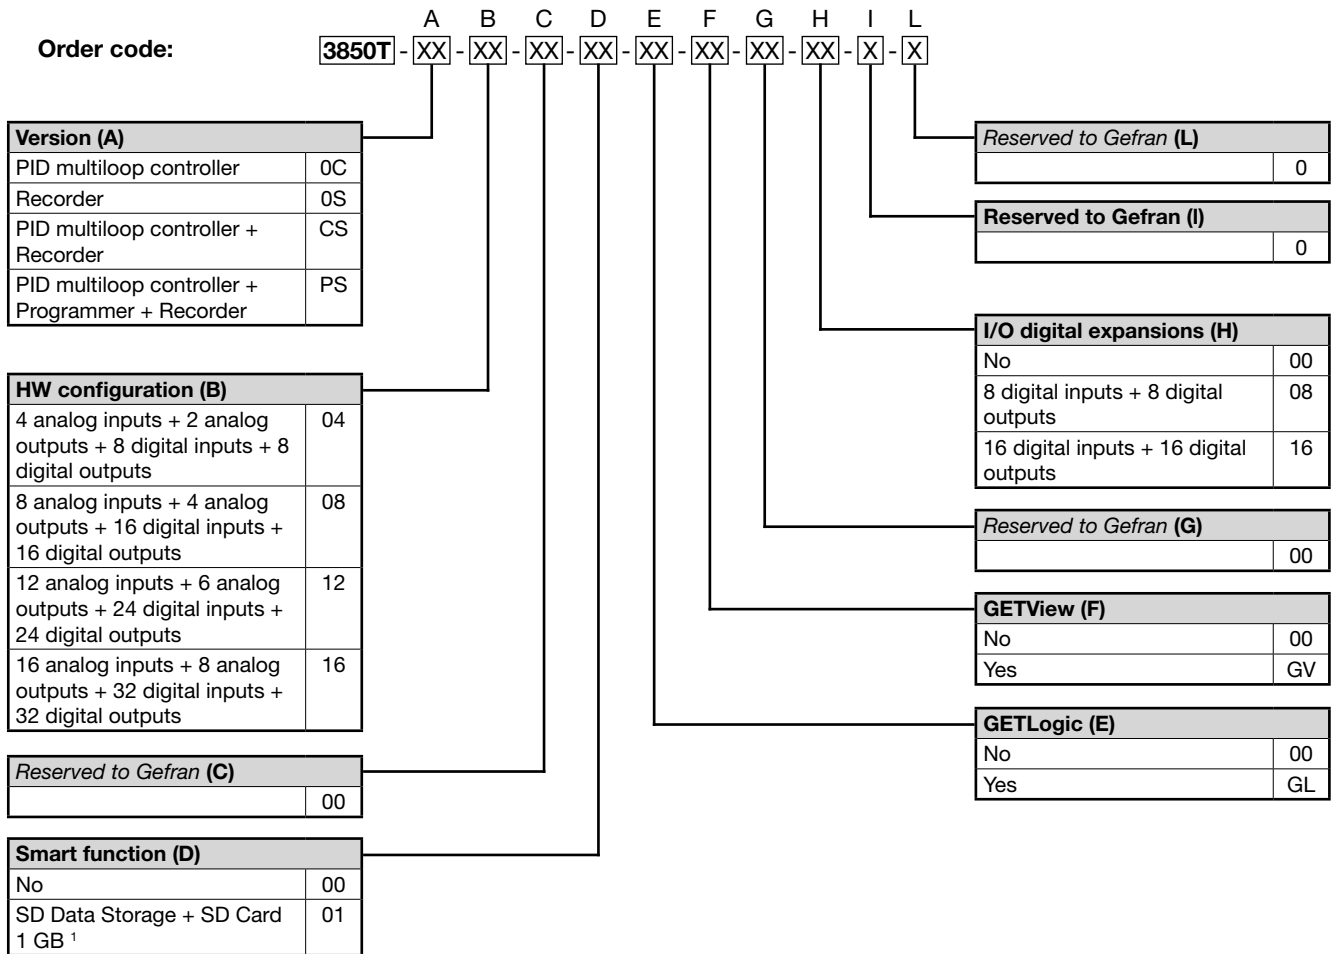 A B C D E F G H I L
Order code: 3850T - XX - XX - XX - XX - XX - XX - XX - XX - X - X
Version (A)
PID multiloop controller 0C
Recorder 0S
PID multiloop controller + CS
Recorder
PID multiloop controller + PS
Programmer + Recorder
HW configuration (B)
4 analog inputs + 2 analog 04
outputs + 8 digital inputs + 8
digital outputs
8 analog inputs + 4 analog 08
outputs + 16 digital inputs +
16 digital outputs
12 analog inputs + 6 analog 12
outputs + 24 digital inputs +
24 digital outputs
16 analog inputs + 8 analog 16
outputs + 32 digital inputs +
32 digital outputs
Reserved to Gefran (C)
00
Smart function (D)
No 00
SD Data Storage + SD Card 01
1 GB ¹
Reserved to Gefran (L)
0
Reserved to Gefran (I)
0
I/O digital expansions (H)
No 00
8 digital inputs + 8 digital 08
outputs
16 digital inputs + 16 digital 16
outputs
Reserved to Gefran (G)
00
GETView (F)
No 00
Yes GV
GETLogic (E)
No 00
Yes GL